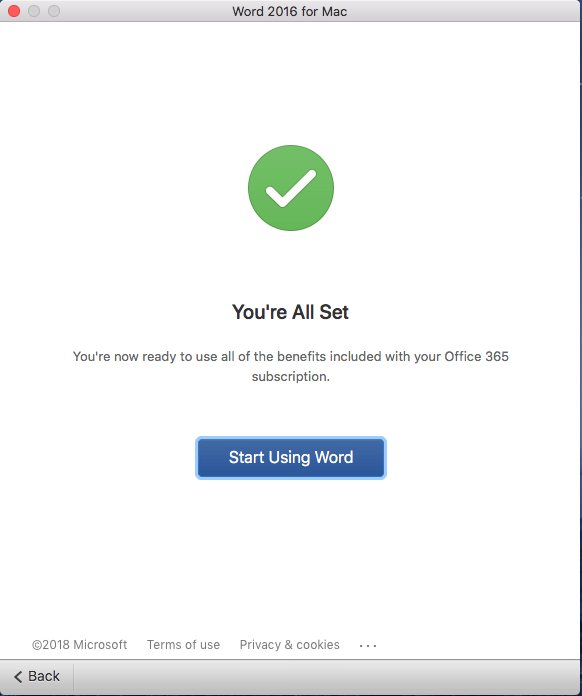 Word 2016 for Mac
You're All Set
You're now ready to use all of the benefits included with your Office 365
subscription.
Start Using Word
©2018 Microsoft Terms of use Privacy & cookies ...
Back